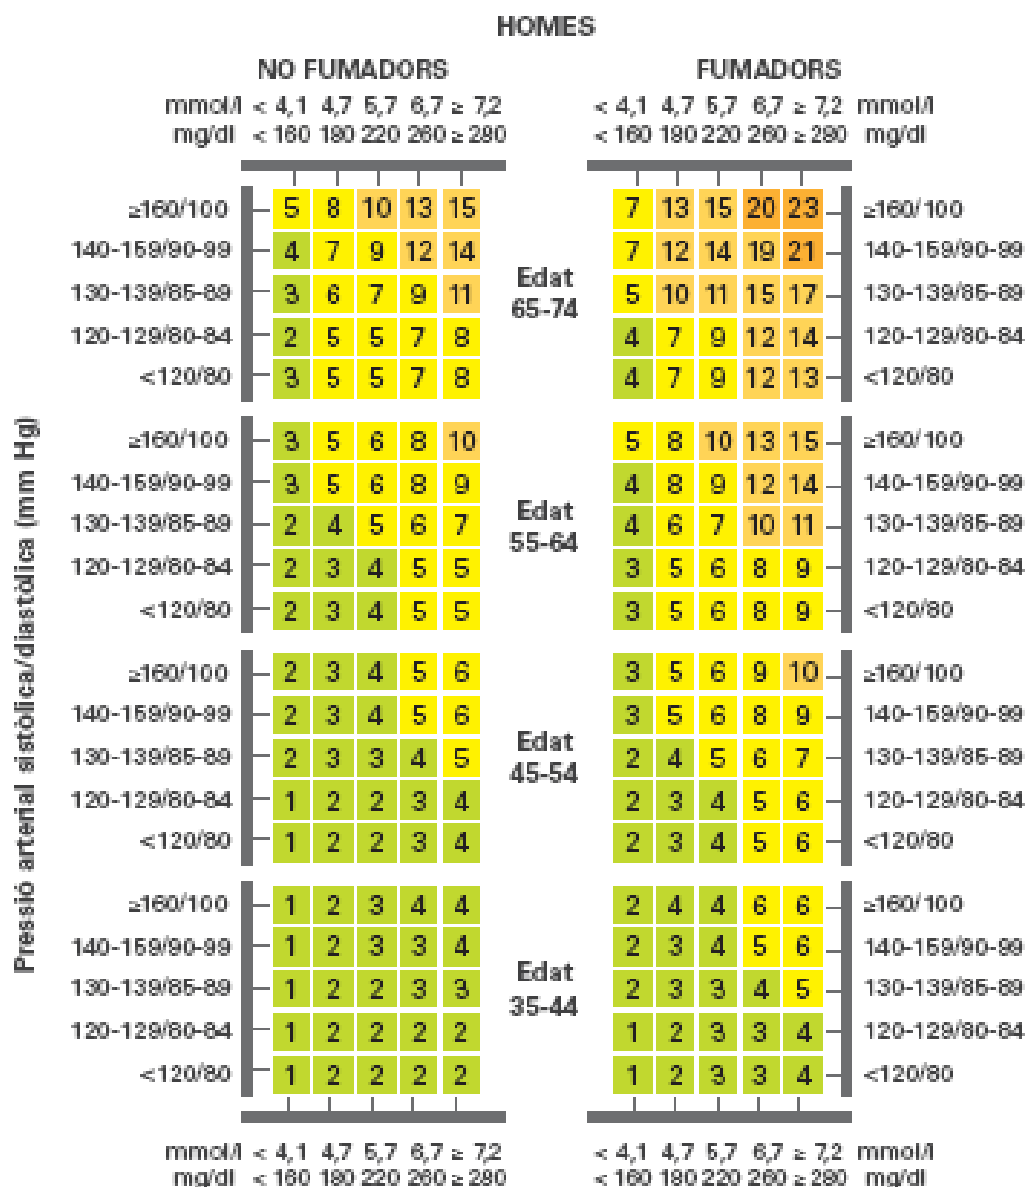 HOMES
NO FUMADORS FUMADORS
mmol/l < 4,1 4,7 5,7 6,7 ≥ 7,2 < 4,1 4,7 5,7 6,7 ≥ 7,2 mmol/l
mg/dl < 160 180 220 260 ≥ 280 < 160 180 220 260 ≥ 280 mg/dl
Pressió arterial sistòlica/diastòlica (mm Hg)
≥160/100 5 8 10 13 15 7 13 15 20 23 ≥160/100
140-159/90-99 4 7 9 12 14 7 12 14 19 21 140-159/90-99
Edat
130-139/85-89 3 6 7 9 11 5 10 11 15 17 130-139/85-89
65-74
120-129/80-84 2 5 5 7 8 4 7 9 12 14 120-129/80-84
<120/80 3 5 5 7 8 4 7 9 12 13 <120/80
≥160/100 3 5 6 8 10 5 8 10 13 15 ≥160/100
140-159/90-99 3 5 6 8 9 4 8 9 12 14 140-159/90-99
Edat
130-139/85-89 2 4 5 6 7 4 6 7 10 11 130-139/85-89
55-64
120-129/80-84 2 3 4 5 5 3 5 6 8 9 120-129/80-84
<120/80 2 3 4 5 5 3 5 6 8 9 <120/80
≥160/100 2 3 4 5 6 3 5 6 9 10 ≥160/100
140-159/90-99 2 3 4 5 6 3 5 6 8 9 140-159/90-99
Edat
130-139/85-89 2 3 3 4 5 2 4 5 6 7 130-139/85-89
45-54
120-129/80-84 1 2 2 3 4 2 3 4 5 6 120-129/80-84
<120/80 1 2 2 3 4 2 3 4 5 6 <120/80
≥160/100 1 2 3 4 4 2 4 4 6 6 ≥160/100
140-159/90-99 1 2 3 3 4 2 3 4 5 6 140-159/90-99
Edat
130-139/85-89 1 2 2 3 3 2 3 3 4 5 130-139/85-89
35-44
120-129/80-84 1 2 2 2 2 1 2 3 3 4 120-129/80-84
<120/80 1 2 2 2 2 1 2 3 3 4 <120/80
mmol/l < 4,1 4,7 5,7 6,7 ≥ 7,2 < 4,1 4,7 5,7 6,7 ≥ 7,2 mmol/l
mg/dl < 160 180 220 260 ≥ 280 < 160 180 220 260 ≥ 280 mg/dl